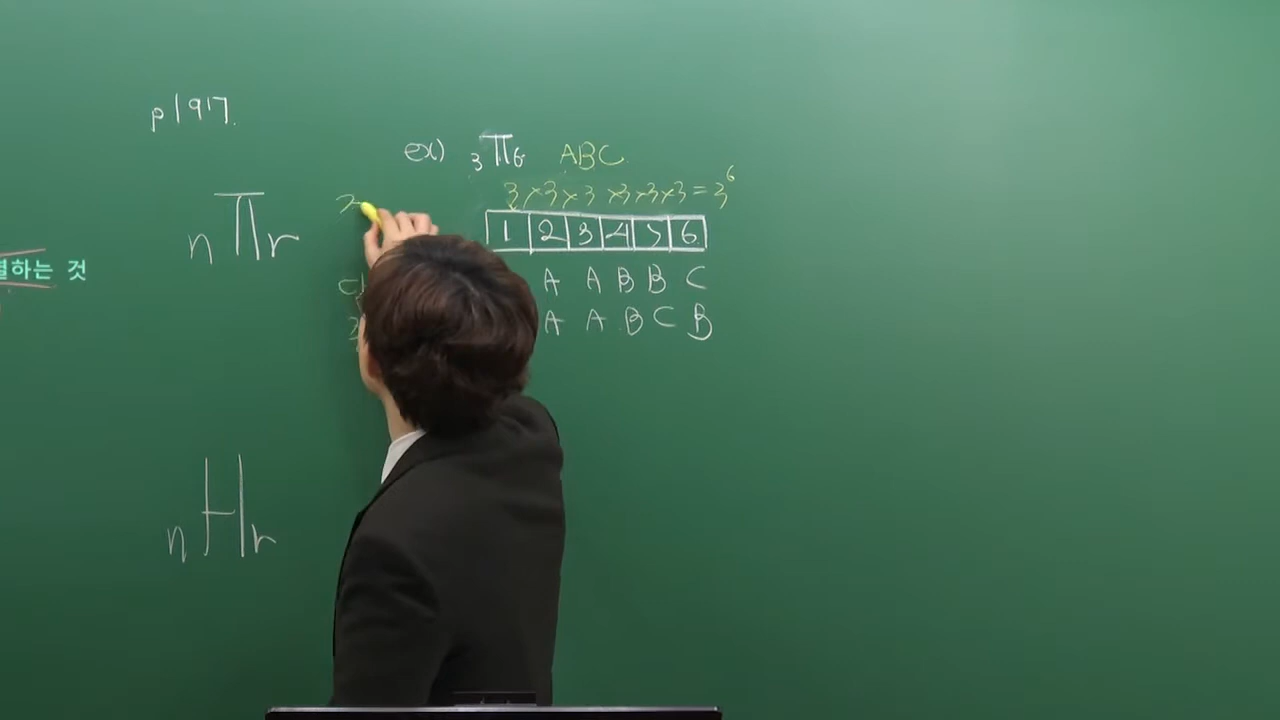 p197.
ex) ₃Π₆ ABC
3×3×3×3×3×3=3⁶
nΠr
1 2 3 4 5 6
렬하는 것
A A B B C
A A B C B
nHr